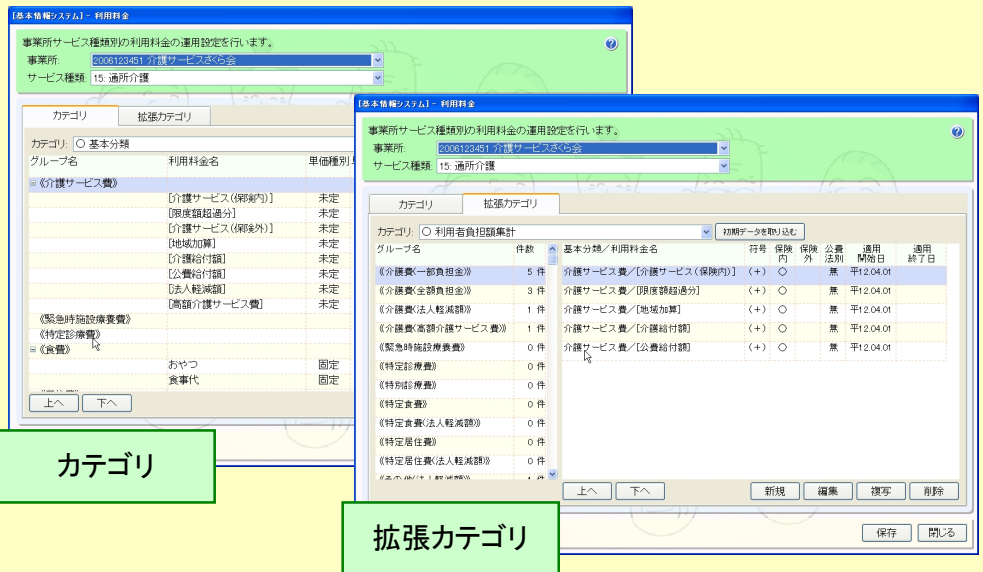 [基本情報システム] - 利用料金
事業所サービス種類別の利用料金の運用設定を行います。
事業所: 2006123451 介護サービスさくら会
サービス種類: 15: 通所介護
カテゴリ 拡張カテゴリ
カテゴリ: ○ 基本分類
グループ名 利用料金名 単価種別
《介護サービス費》
[介護サービス(保険内)] 未定
[限度額超過分] 未定
[介護サービス(保険外)] 未定
[地域加算] 未定
[介護給付額] 未定
[公費給付額] 未定
[法人軽減額] 未定
[高額介護サービス費] 未定
《緊急時施設療養費》
《特定診療費》
《食費》
おやつ 固定
食事代 固定
上へ 下へ
カテゴリ
[基本情報システム] - 利用料金
事業所サービス種類別の利用料金の運用設定を行います。
事業所: 2006123451 介護サービスさくら会
サービス種類: 15: 通所介護
カテゴリ 拡張カテゴリ
カテゴリ: ○ 利用者負担額集計 初期データを取り込む
グループ名 件数 基本分類/利用料金名 符号 保険内 保険外 公費法別 適用開始日 適用終了日
《介護費(一部負担金)》 5 件 介護サービス費/[介護サービス(保険内)] (+) ○ 無 平12.04.01
《介護費(全額負担金)》 3 件 介護サービス費/[限度額超過分] (+) ○ 無 平12.04.01
《介護費(法人軽減額)》 1 件 介護サービス費/[地域加算] (+) ○ 無 平12.04.01
《介護費(高額介護サービス費)》 1 件 介護サービス費/[介護給付額] (+) ○ 無 平12.04.01
《緊急時施設療養費》 0 件 介護サービス費/[公費給付額] (+) ○ 無 平12.04.01
《特定診療費》 0 件
《特別診療費》 0 件
《特定食費》 0 件
《特定食費(法人軽減額)》 0 件
《特定居住費》 0 件
《特定居住費(法人軽減額)》 0 件
上へ 下へ 新規 編集 複写 削除
保存 閉じる
拡張カテゴリ